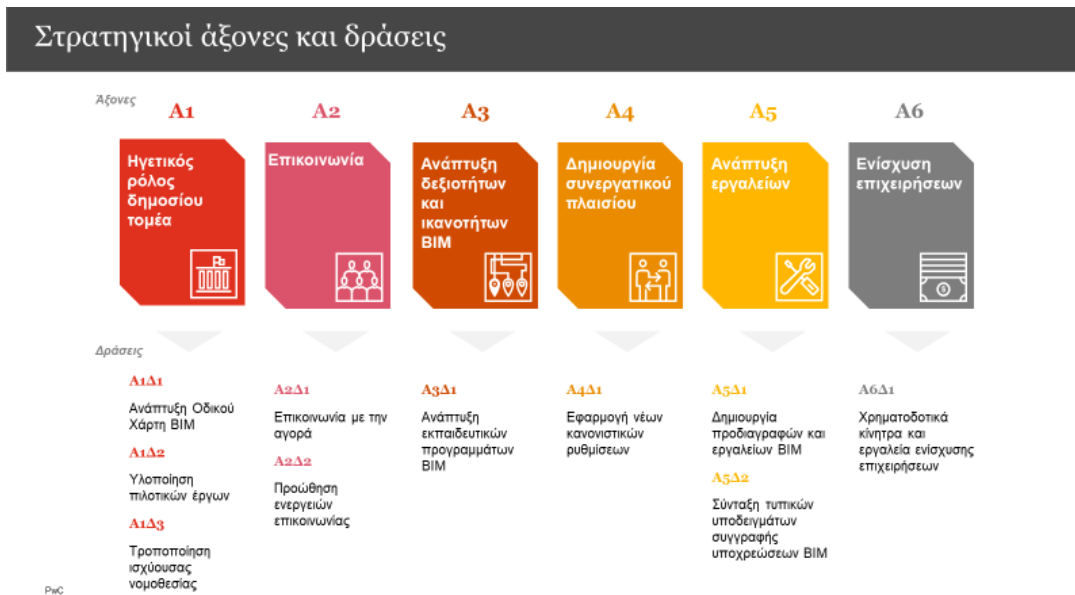 Στρατηγικοί άξονες και δράσεις
Άξονες
A1
A2
A3
A4
A5
A6
Ηγετικός
ρόλος
δημοσίου
τομέα
Επικοινωνία
Ανάπτυξη
δεξιοτήτων
και
ικανοτήτων
BIM
Δημιουργία
συνεργατικού
πλαισίου
Ανάπτυξη
εργαλείων
Ενίσχυση
επιχειρήσεων
Δράσεις
Α1Δ1
Ανάπτυξη Οδικού
Χάρτη BIM
Α1Δ2
Υλοποίηση
πιλοτικών έργων
Α1Δ3
Τροποποίηση
ισχύουσας
νομοθεσίας
Α2Δ1
Επικοινωνία με την
αγορά
Α2Δ2
Προώθηση
ενεργειών
επικοινωνίας
Α3Δ1
Ανάπτυξη
εκπαιδευτικών
προγραμμάτων
BIM
Α4Δ1
Εφαρμογή νέων
κανονιστικών
ρυθμίσεων
Α5Δ1
Δημιουργία
προδιαγραφών και
εργαλείων BIM
Α5Δ2
Σύνταξη τυπικών
υποδειγμάτων
συγγραφής
υποχρεώσεων BIM
Α6Δ1
Χρηματοδοτικά
κίνητρα και
εργαλεία ενίσχυσης
επιχειρήσεων
PwC